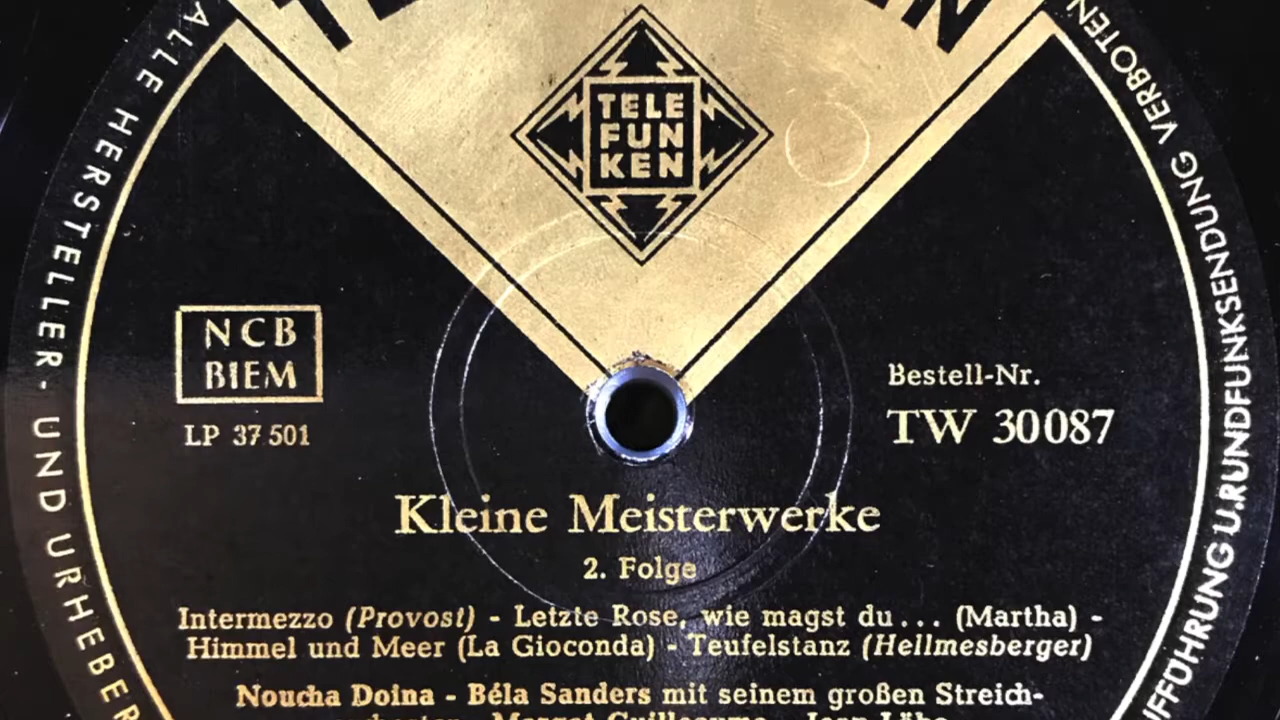 TELE
FUN
KEN
ALLE HERSTELLER- UND URHEBER
NCB
BIEM
LP 37 501
Bestell-Nr.
TW 30087
Kleine Meisterwerke
2. Folge
Intermezzo (Provost) - Letzte Rose, wie magst du... (Martha) -
Himmel und Meer (La Gioconda) - Teufelstanz (Hellmesberger)
Noucha Doina - Béla Sanders mit seinem großen Streich-
U.RUNDFUNKSENDUNG VERBOTEN